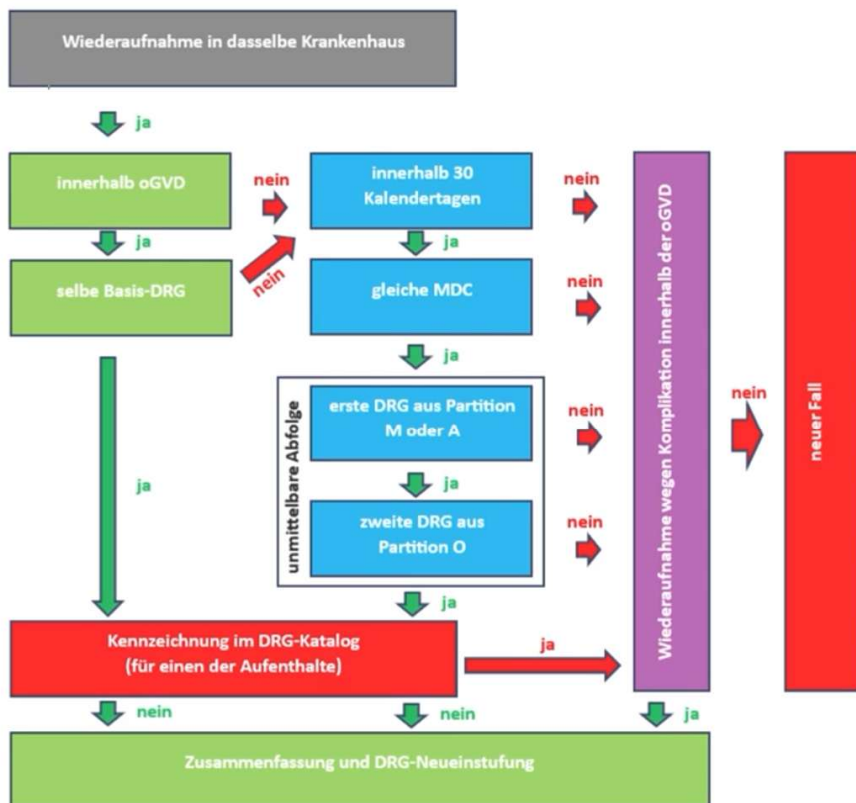 Wiederaufnahme in dasselbe Krankenhaus
ja
innerhalb oGVD
nein
innerhalb 30
Kalendertagen
nein
ja
ja
selbe Basis-DRG
nein
gleiche MDC
nein
ja
unmittelbare Abfolge
erste DRG aus Partition
M oder A
nein
ja
ja
zweite DRG aus
Partition O
nein
ja
Wiederaufnahme wegen Komplikation innerhalb der oGVD
nein
neuer Fall
Kennzeichnung im DRG-Katalog
(für einen der Aufenthalte)
ja
nein
nein
ja
Zusammenfassung und DRG-Neueinstufung